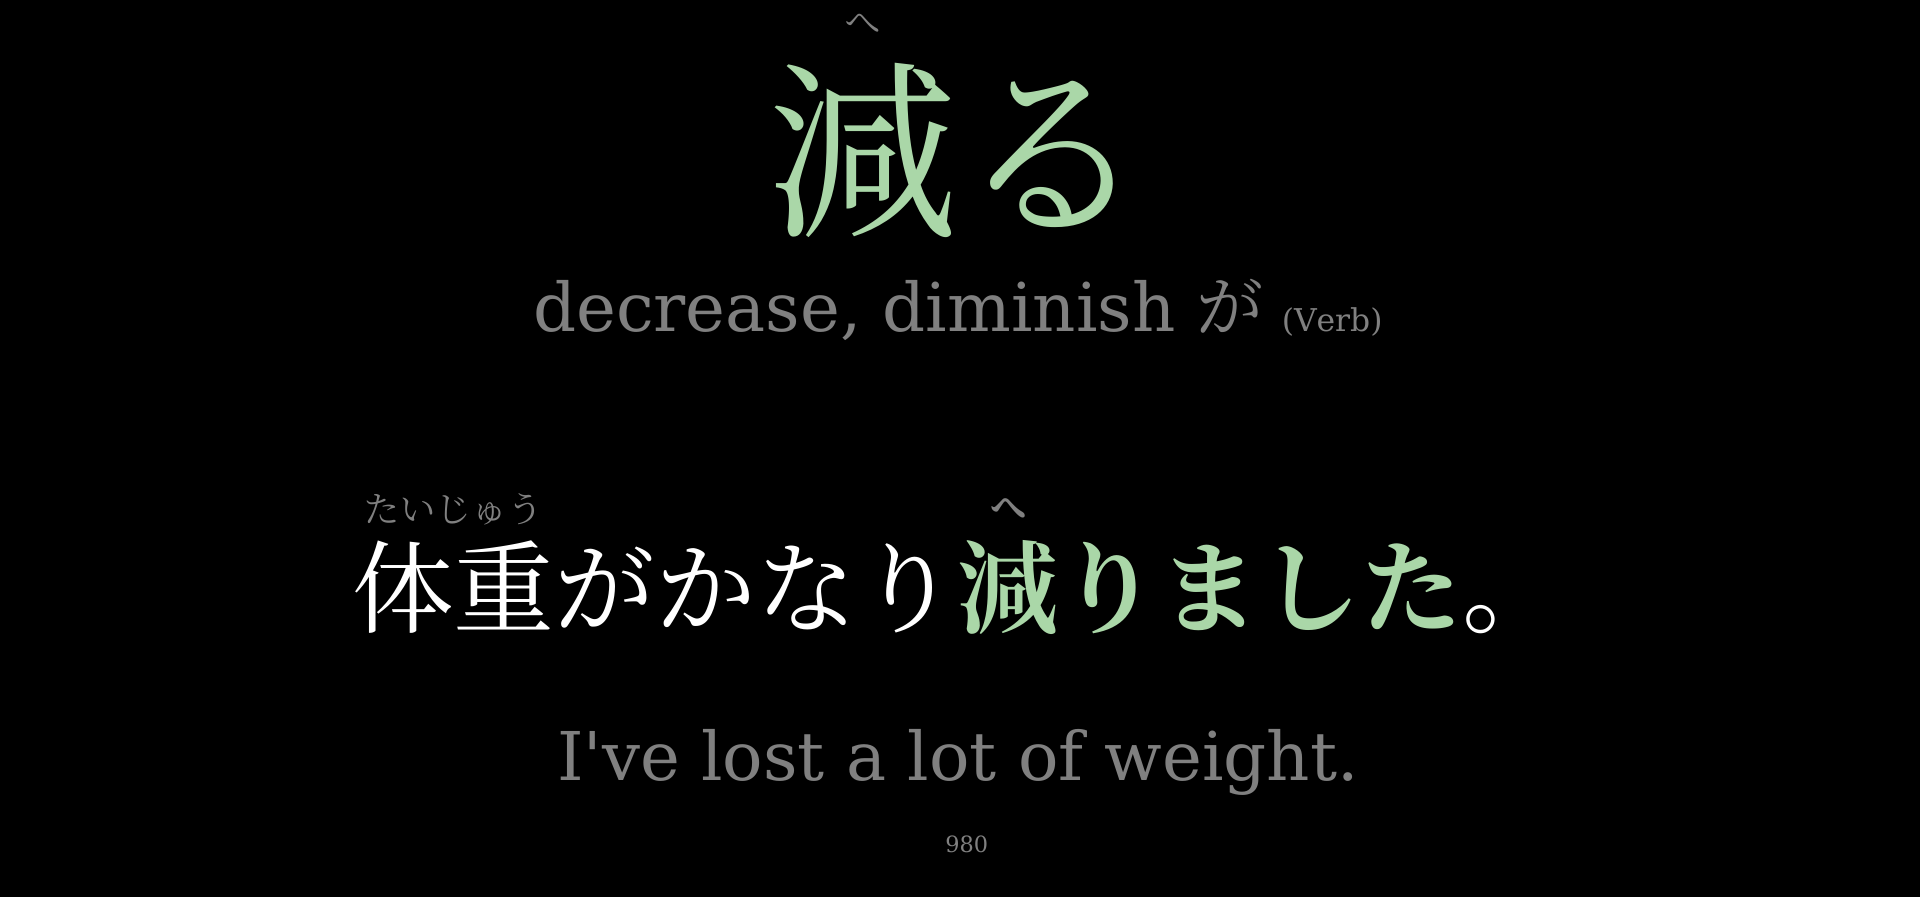 へ
減る
decrease, diminish が (Verb)
たいじゅう へ
体重がかなり減りました。
I've lost a lot of weight.
980